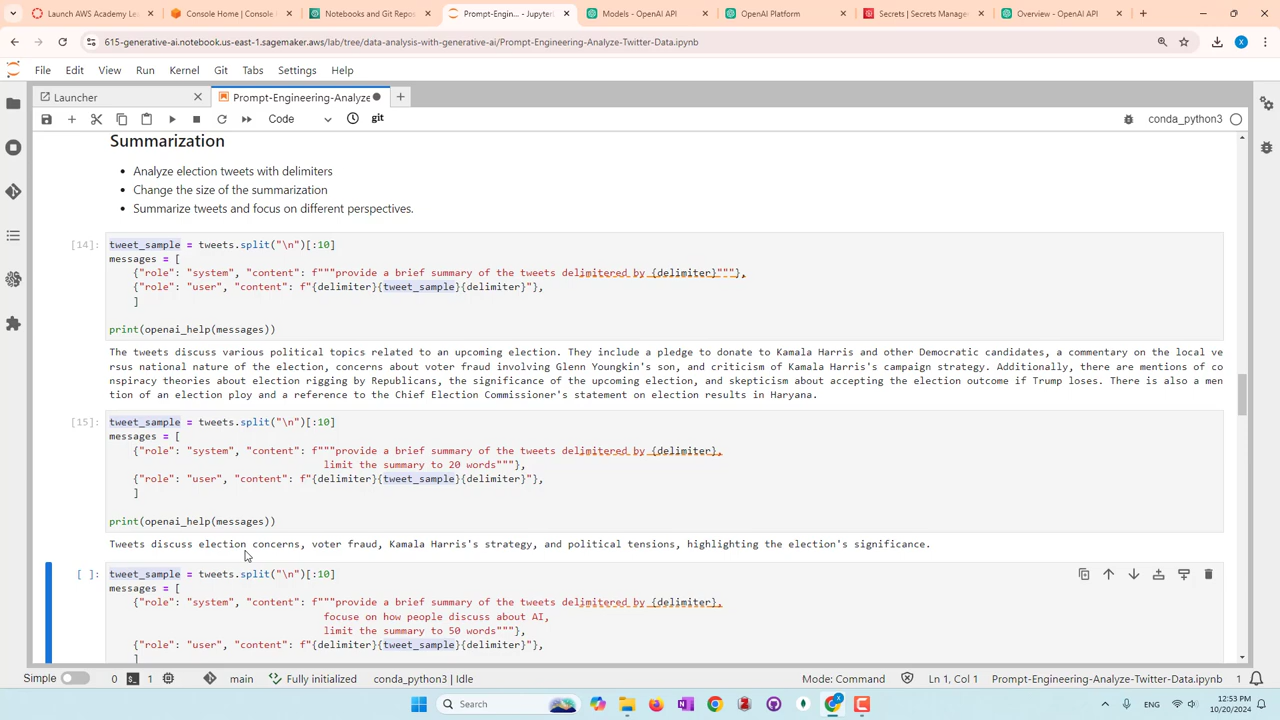 Launch AWS Academy Lea
Console Home | Console
Notebooks and Git Repos
Prompt-Engin... - Jupyter
Models - OpenAI API
OpenAI Platform
Secrets | Secrets Manage
Overview - OpenAI API
615-generative-ai.notebook.us-east-1.sagemaker.aws/lab/tree/data-analysis-with-generative-ai/Prompt-Engineering-Analyze-Twitter-Data.ipynb
X
File Edit View Run Kernel Git Tabs Settings Help
Launcher
Prompt-Engineering-Analyze
Code
git
conda_python3
Summarization
• Analyze election tweets with delimiters
• Change the size of the summarization
• Summarize tweets and focus on different perspectives.
[14]: tweet_sample = tweets.split("\n")[:10]
messages = [
{"role": "system", "content": f"""provide a brief summary of the tweets delimitered by {delimiter}"""},
{"role": "user", "content": f"{delimiter}{tweet_sample}{delimiter}"},
]
print(openai_help(messages))
The tweets discuss various political topics related to an upcoming election. They include a pledge to donate to Kamala Harris and other Democratic candidates, a commentary on the local ve
rsus national nature of the election, concerns about voter fraud involving Glenn Youngkin's son, and criticism of Kamala Harris's campaign strategy. Additionally, there are mentions of co
nspiracy theories about election rigging by Republicans, the significance of the upcoming election, and skepticism about accepting the election outcome if Trump loses. There is also a men
tion of an election ploy and a reference to the Chief Election Commissioner's statement on election results in Haryana.
[15]: tweet_sample = tweets.split("\n")[:10]
messages = [
{"role": "system", "content": f"""provide a brief summary of the tweets delimitered by {delimiter},
limit the summary to 20 words"""},
{"role": "user", "content": f"{delimiter}{tweet_sample}{delimiter}"},
]
print(openai_help(messages))
Tweets discuss election concerns, voter fraud, Kamala Harris's strategy, and political tensions, highlighting the election's significance.
[ ]: tweet_sample = tweets.split("\n")[:10]
messages = [
{"role": "system", "content": f"""provide a brief summary of the tweets delimitered by {delimiter},
focuse on how people discuss about AI,
limit the summary to 50 words"""},
{"role": "user", "content": f"{delimiter}{tweet_sample}{delimiter}"},
]
Simple 0 1 main Fully initialized conda_python3 | Idle Mode: Command Ln 1, Col 1 Prompt-Engineering-Analyze-Twitter-Data.ipynb 1
Search
ENG
12:53 PM
10/20/2024